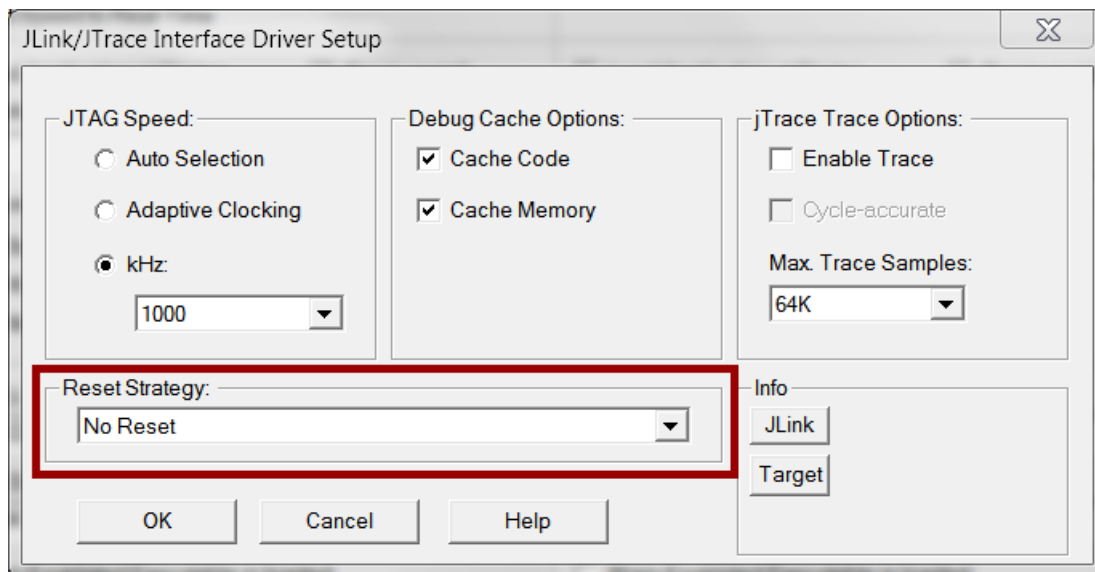 JLink/JTrace Interface Driver Setup
JTAG Speed:
Auto Selection
Adaptive Clocking
kHz:
1000
Debug Cache Options:
Cache Code
Cache Memory
jTrace Trace Options:
Enable Trace
Cycle-accurate
Max. Trace Samples:
64K
Reset Strategy:
No Reset
Info
JLink
Target
OK
Cancel
Help